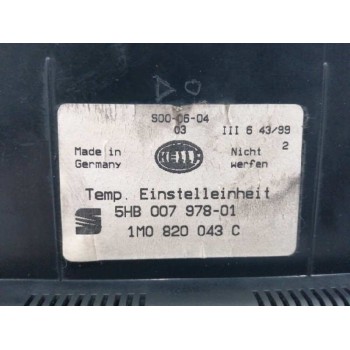 S00-06-04
03 III 6 43/99
Made in Germany
HELLA
Nicht 2
werfen
Temp. Einstelleinheit
5HB 007 978-01
1M0 820 043 C